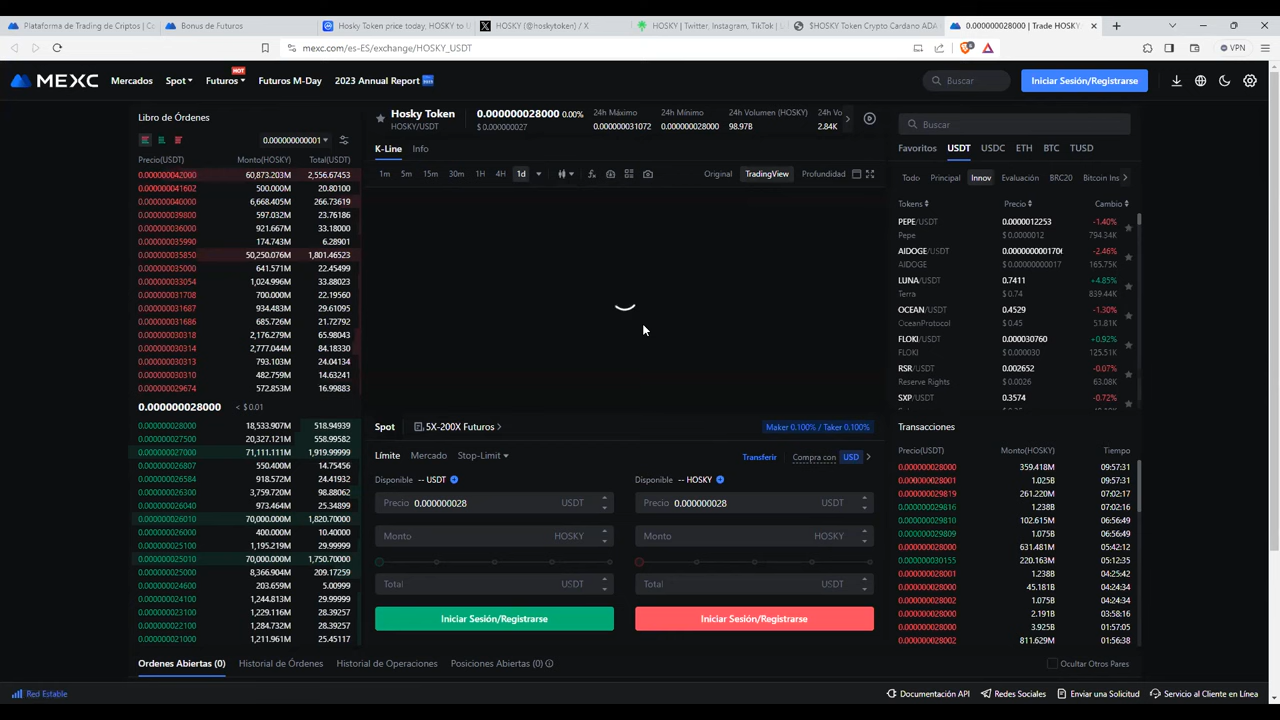 Plataforma de Trading de Criptos | C
Bonus de Futuros
Hosky Token price today: HOSKY to U
HOSKY (@hoskytoken) / X
HOSKY | Twitter, Instagram, TikTok |
$HOSKY Token Crypto Cardano ADA
0.000000028000 | Trade HOSKY
mexc.com/es-ES/exchange/HOSKY_USDT
VPN
MEXC
Mercados
Spot
Futuros
HOT
Futuros M-Day
2023 Annual Report
Buscar
Iniciar Sesión/Registrarse
Libro de Órdenes
0.000000000001
Precio(USDT) Monto(HOSKY) Total(USDT)
0.000000042000 60,873.233M 2,556.67453
0.000000041602 500.000M 20.80100
0.000000040000 6,668.405M 266.73619
0.000000039800 597.032M 23.76186
0.000000036000 921.667M 33.18000
0.000000035990 174.743M 6.28901
0.000000035850 50,250.076M 1,801.46523
0.000000035000 641.571M 22.45499
0.000000033054 1,024.996M 33.88023
0.000000031708 700.000M 22.19560
0.000000031687 934.483M 29.61095
0.000000031686 685.726M 21.72792
0.000000030318 2,176.279M 65.98043
0.000000030314 2,777.044M 84.18330
0.000000030313 793.103M 24.04134
0.000000030310 482.759M 14.63241
0.000000029674 572.853M 16.99883
0.000000028000 < $0.01
0.000000028000 18,533.907M 518.94939
0.000000027500 20,327.121M 558.99582
0.000000027000 71,111.111M 1,919.99999
0.000000026807 550.400M 14.75456
0.000000026584 918.572M 24.41932
0.000000026300 3,759.720M 98.88062
0.000000026040 973.464M 25.34899
0.000000026010 70,000.000M 1,820.70000
0.000000026000 400.000M 10.40000
0.000000025100 1,195.219M 29.99999
0.000000025010 70,000.000M 1,750.70000
0.000000025000 8,366.904M 209.17259
0.000000024600 203.659M 5.00999
0.000000024100 1,244.813M 29.99999
0.000000023100 1,229.116M 28.39257
0.000000022100 1,284.732M 28.39257
0.000000021000 1,211.961M 25.45117
Hosky Token
HOSKY/USDT
0.000000028000 0.00%
$ 0.000000027
24h Máximo
0.000000031072
24h Mínimo
0.000000028000
24h Volumen (HOSKY)
98.97B
24h Vo
2.84K
K-Line Info
1m 5m 15m 30m 1H 4H 1d
Original TradingView Profundidad
Spot 5X-200X Futuros
Maker 0.100% / Taker 0.100%
Límite Mercado Stop-Limit
Transferir Compra con USD
Disponible -- USDT
Disponible -- HOSKY
Precio 0.000000028 USDT
Precio 0.000000028 USDT
Monto HOSKY
Monto HOSKY
Total USDT
Total USDT
Iniciar Sesión/Registrarse
Iniciar Sesión/Registrarse
Buscar
Favoritos USDT USDC ETH BTC TUSD
Todo Principal Innov Evaluación BRC20 Bitcoin Ins
Tokens Precio Cambio
PEPE/USDT 0.0000012253 -1.40%
Pepe $ 0.0000012 794.34K
AIDOGE/USDT -2.46%
AIDOGE $ 0.000000000017 165.75K
LUNA/USDT 0.7411 +4.85%
Terra $ 0.74 839.44K
OCEAN/USDT 0.4529 -1.30%
OceanProtocol $ 0.45 51.81K
FLOKI/USDT 0.000030760 +0.92%
FLOKI $ 0.000030 125.51K
RSR/USDT 0.002652 -0.07%
Reserve Rights $ 0.0026 63.08K
SXP/USDT 0.3574 -0.72%
Transacciones
Precio(USDT) Monto(HOSKY) Tiempo
0.000000028000 359.418M 09:57:31
0.000000028001 1.025B 09:57:31
0.000000029819 261.220M 07:02:17
0.000000029816 1.238B 07:02:16
0.000000029810 102.615M 06:56:49
0.000000029809 1.075B 06:56:49
0.000000028000 631.481M 05:42:12
0.000000030155 220.163M 05:12:35
0.000000028001 1.238B 04:25:42
0.000000028001 45.181M 04:24:34
0.000000028002 1.075B 04:24:34
0.000000028000 2.191B 03:58:16
0.000000028000 3.925B 01:57:05
0.000000028002 811.629M 01:56:38
Ordenes Abiertas (0) Historial de Órdenes Historial de Operaciones Posiciones Abiertas (0)
Ocultar Otros Pares
Red Estable
Documentación API Redes Sociales Enviar una Solicitud Servicio al Cliente en Línea